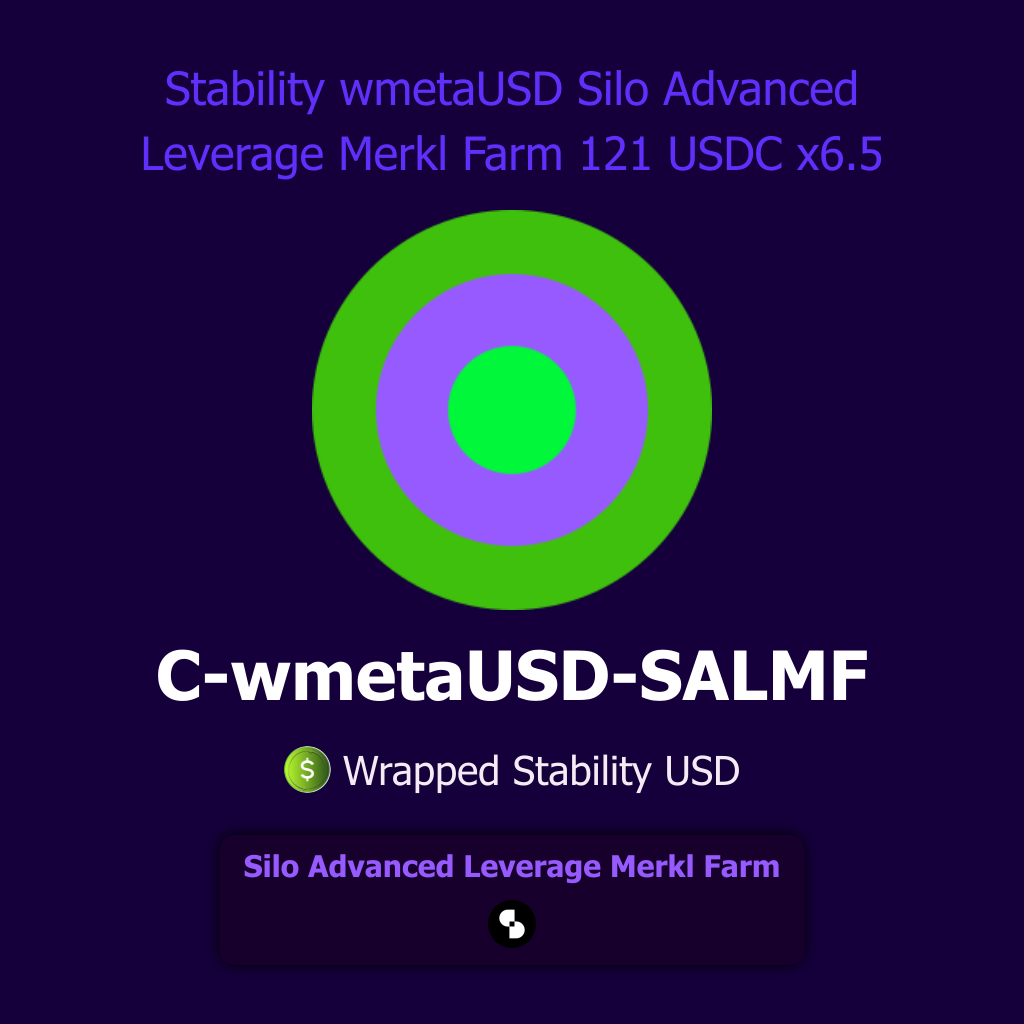 Stability wmetaUSD Silo Advanced
Leverage Merkl Farm 121 USDC x6.5
C-wmetaUSD-SALMF
$ Wrapped Stability USD
Silo Advanced Leverage Merkl Farm